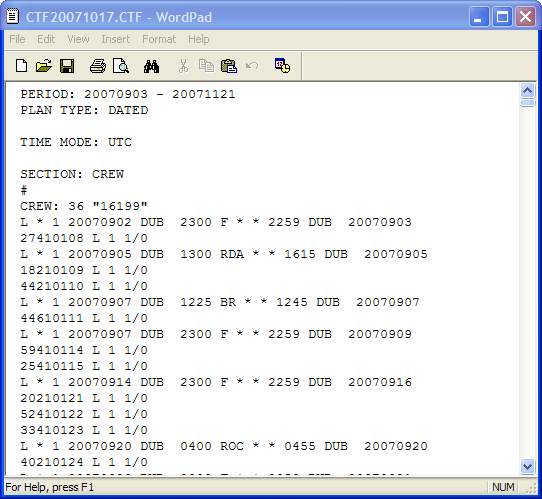 CTF20071017.CTF - WordPad
File Edit View Insert Format Help
PERIOD: 20070903 - 20071121
PLAN TYPE: DATED
TIME MODE: UTC
SECTION: CREW
#
CREW: 36 "16199"
L * 1 20070902 DUB  2300 F * * 2259 DUB  20070903
27410108 L 1 1/0
L * 1 20070905 DUB  1300 RDA * * 1615 DUB  20070905
18210109 L 1 1/0
44210110 L 1 1/0
L * 1 20070907 DUB  1225 BR * * 1245 DUB  20070907
44610111 L 1 1/0
L * 1 20070907 DUB  2300 F * * 2259 DUB  20070909
59410114 L 1 1/0
25410115 L 1 1/0
L * 1 20070914 DUB  2300 F * * 2259 DUB  20070916
20210121 L 1 1/0
52410122 L 1 1/0
33410123 L 1 1/0
L * 1 20070920 DUB  0400 ROC * * 0455 DUB  20070920
40210124 L 1 1/0
For Help, press F1
NUM